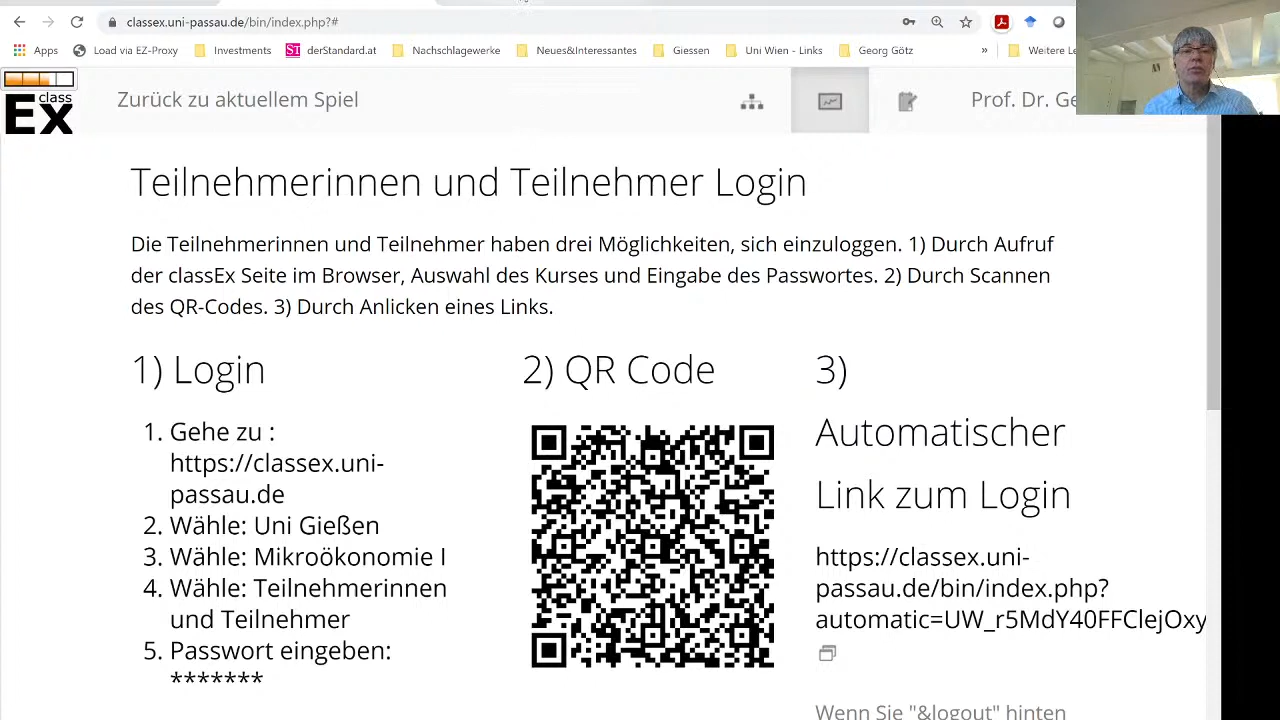 classex.uni-passau.de/bin/index.php?#
Apps
Load via EZ-Proxy
Investments
ST derStandard.at
Nachschlagewerke
Neues&Interessantes
Giessen
Uni Wien - Links
Georg Götz
»
Weitere Le
class
Ex
Zurück zu aktuellem Spiel
Prof. Dr. Ge
Teilnehmerinnen und Teilnehmer Login
Die Teilnehmerinnen und Teilnehmer haben drei Möglichkeiten, sich einzuloggen. 1) Durch Aufruf
der classEx Seite im Browser, Auswahl des Kurses und Eingabe des Passwortes. 2) Durch Scannen
des QR-Codes. 3) Durch Anlicken eines Links.
1) Login
1. Gehe zu :
https://classex.uni-
passau.de
2. Wähle: Uni Gießen
3. Wähle: Mikroökonomie I
4. Wähle: Teilnehmerinnen
und Teilnehmer
5. Passwort eingeben:
*******
2) QR Code
3)
Automatischer
Link zum Login
https://classex.uni-
passau.de/bin/index.php?
automatic=UW_r5MdY40FFClejOxy
Wenn Sie "&logout" hinten